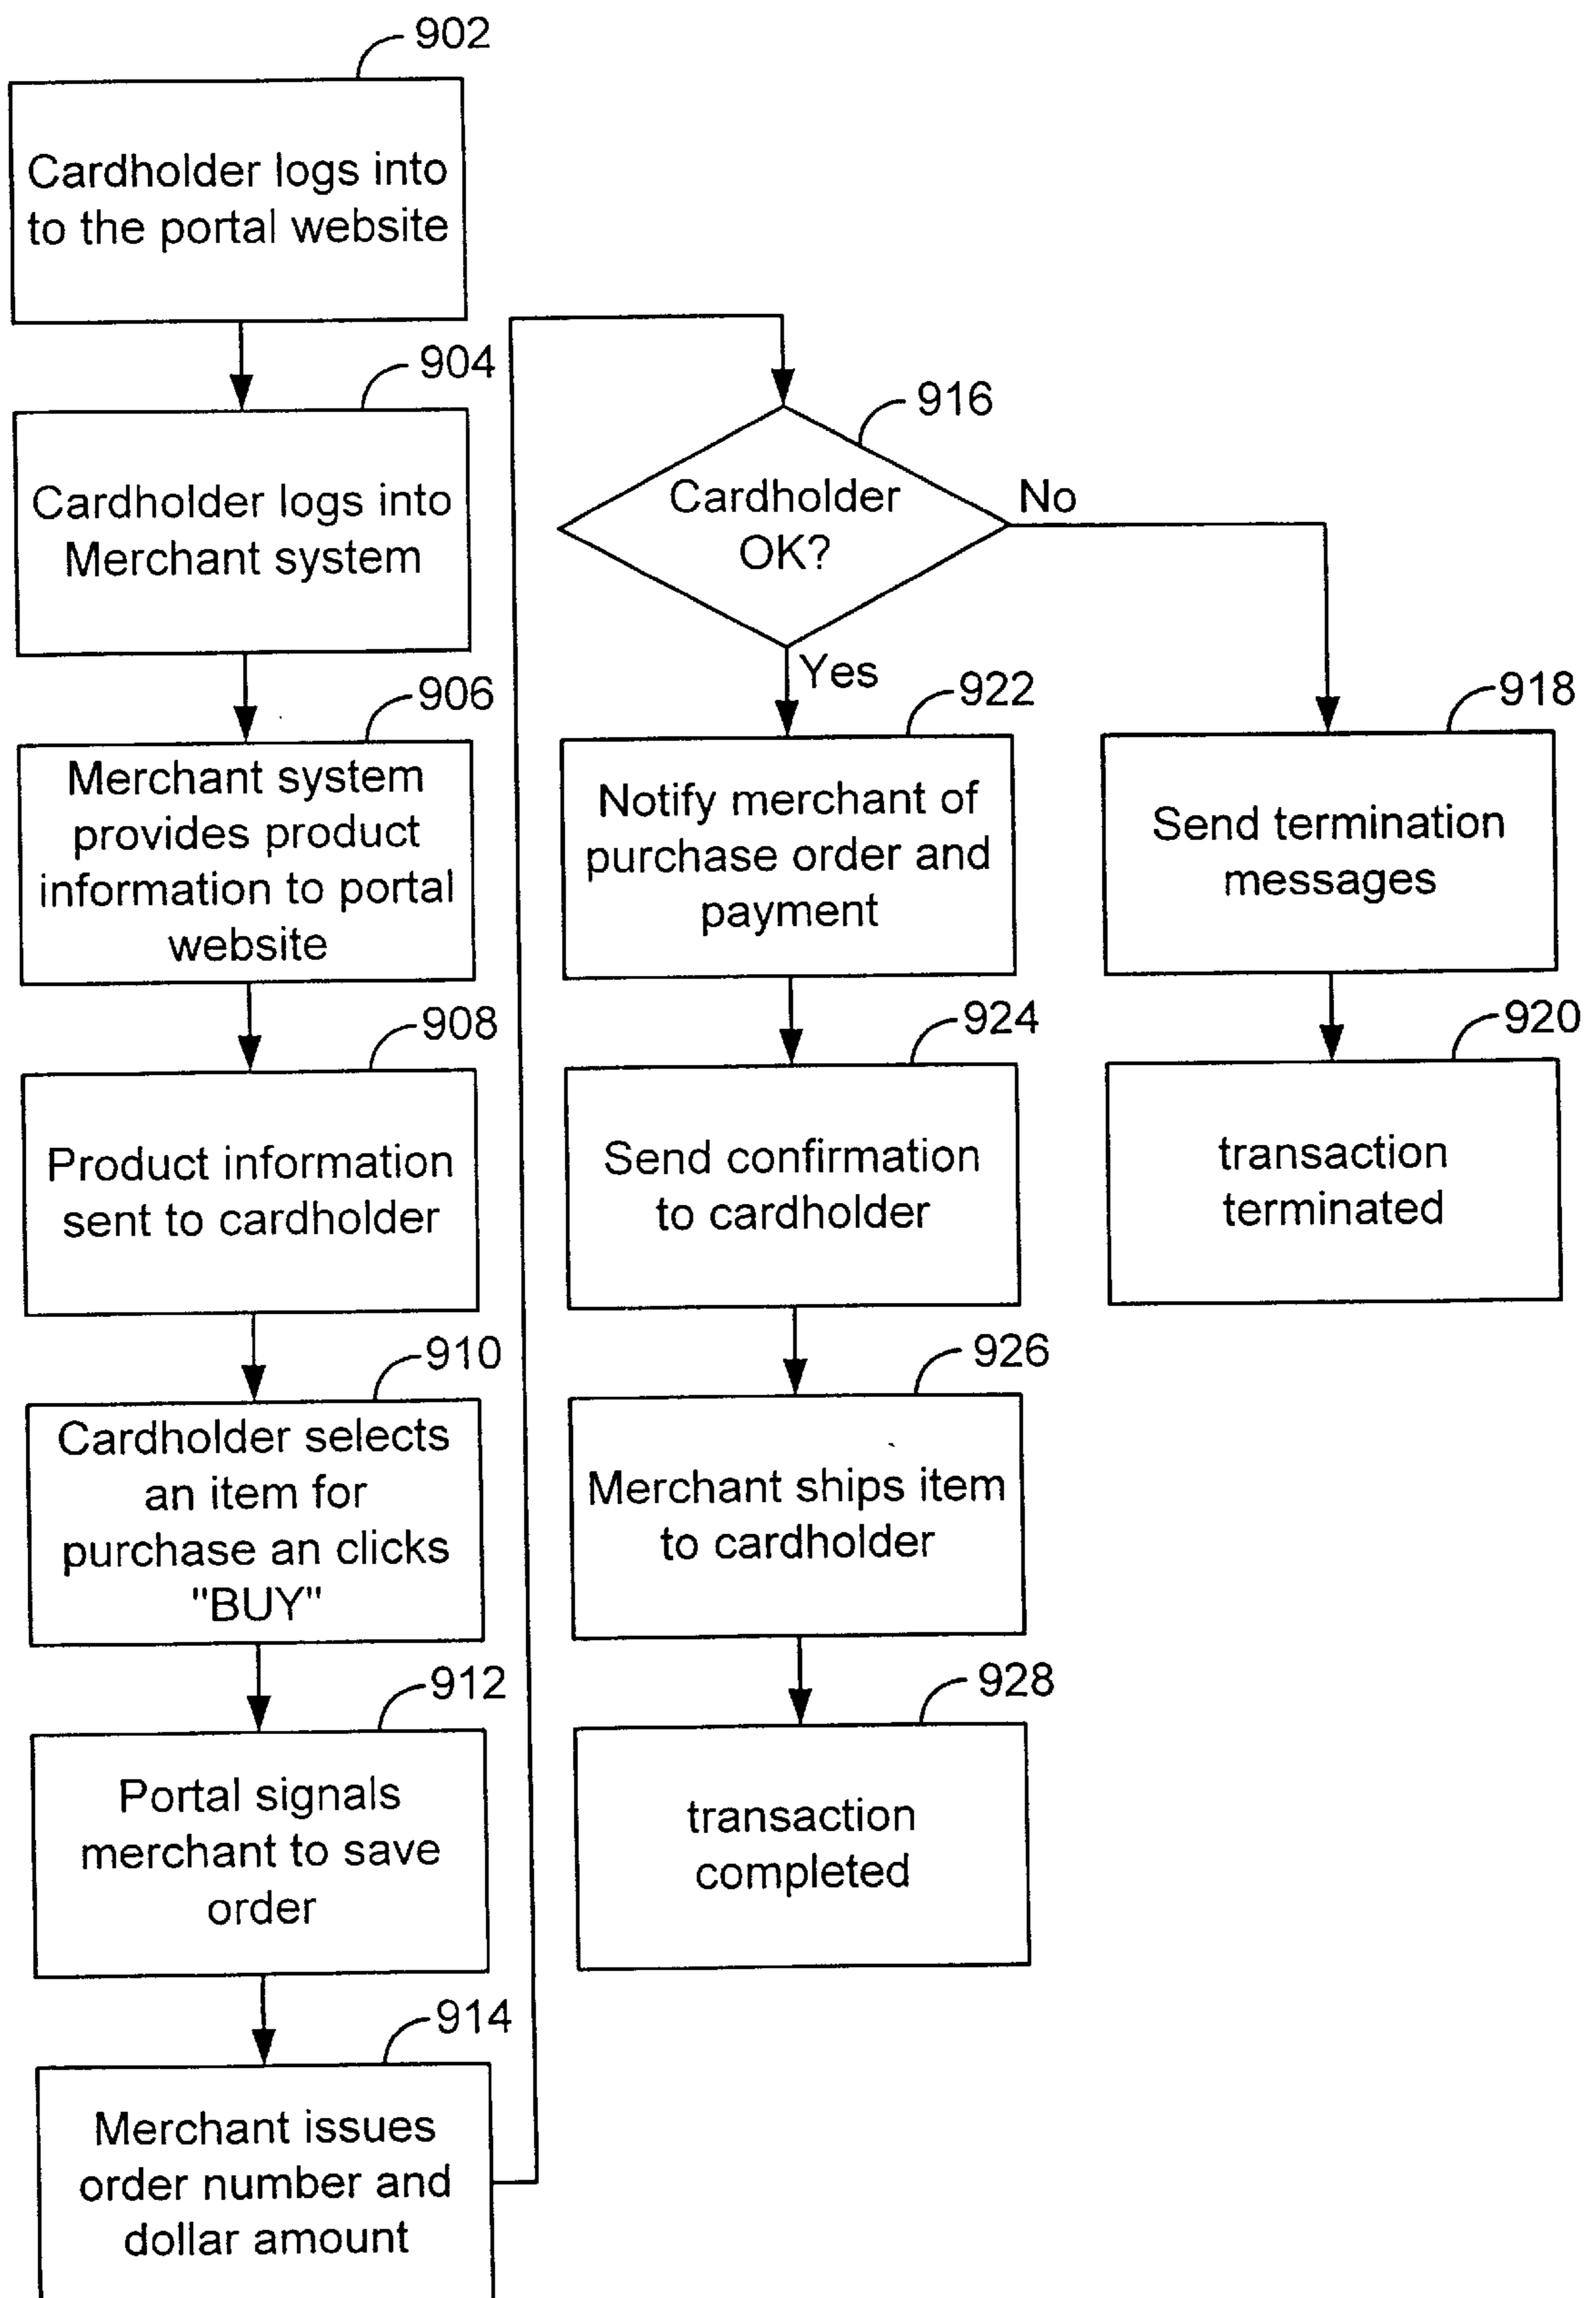 902
Cardholder logs into
to the portal website
904
Cardholder logs into
Merchant system
906
Merchant system
provides product
information to portal
website
908
Product information
sent to cardholder
910
Cardholder selects
an item for
purchase an clicks
"BUY"
912
Portal signals
merchant to save
order
914
Merchant issues
order number and
dollar amount
916
Cardholder
OK?
No
Yes
922
Notify merchant of
purchase order and
payment
924
Send confirmation
to cardholder
926
Merchant ships item
to cardholder
928
transaction
completed
918
Send termination
messages
920
transaction
terminated